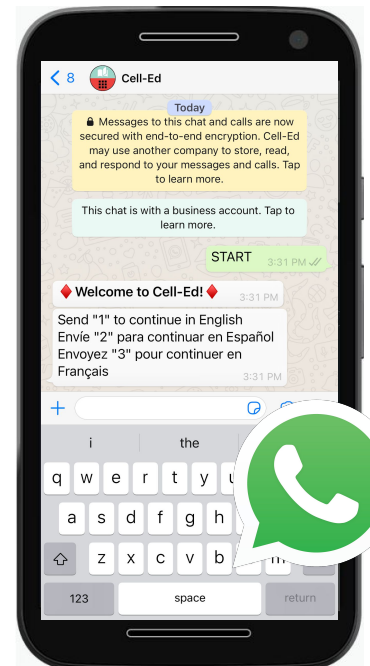 8
Cell-Ed
Today
Messages to this chat and calls are now
secured with end-to-end encryption. Cell-Ed
may use another company to store, read,
and respond to your messages and calls. Tap
to learn more.
This chat is with a business account. Tap to
learn more.
START 3:31 PM
Welcome to Cell-Ed! 3:31 PM
Send "1" to continue in English
Envíe "2" para continuar en Español
Envoyez "3" pour continuer en
Français 3:31 PM
i the
q w e r t y u
a s d f g h
z x c v b m
123 space return